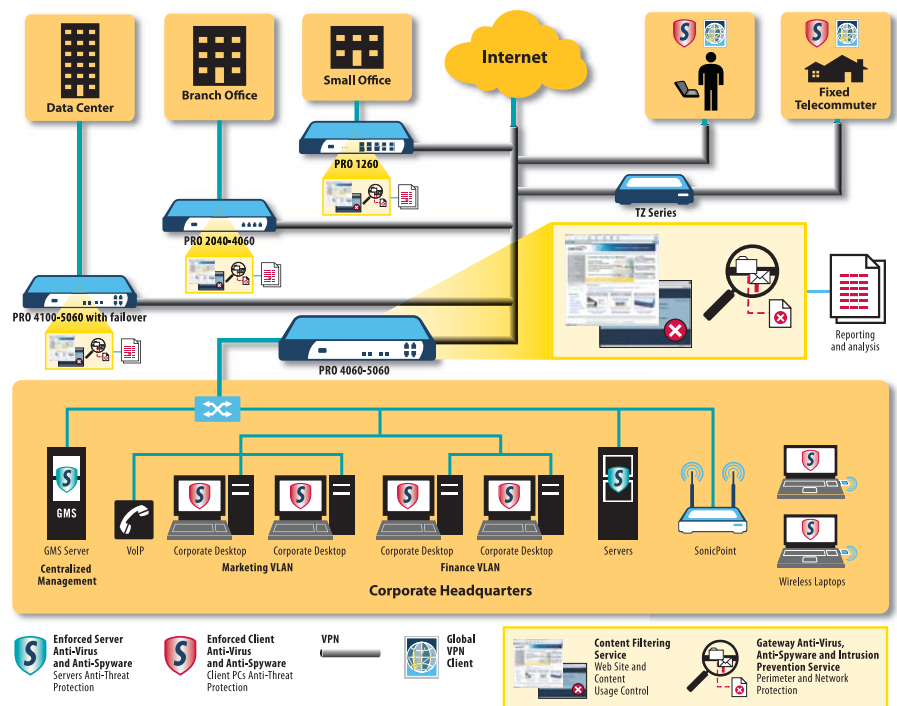 Data Center
Branch Office
Small Office
Internet
S
S
Fixed
Telecommuter
PRO 1260
TZ Series
PRO 2040-4060
PRO 4100-5060 with failover
PRO 4060-5060
Reporting
and analysis
S
GMS
S
S
S
S
S
S
S
GMS Server
VoIP
Corporate Desktop
Corporate Desktop
Corporate Desktop
Corporate Desktop
Servers
SonicPoint
Wireless Laptops
Centralized
Management
Marketing VLAN
Finance VLAN
Corporate Headquarters
S
Enforced Server
Anti-Virus
and Anti-Spyware
Servers Anti-Threat
Protection
S
Enforced Client
Anti-Virus
and Anti-Spyware
Client PCs Anti-Threat
Protection
VPN
Global
VPN
Client
Content Filtering
Service
Web Site and
Content
Usage Control
Gateway Anti-Virus,
Anti-Spyware and Intrusion
Prevention Service
Perimeter and Network
Protection